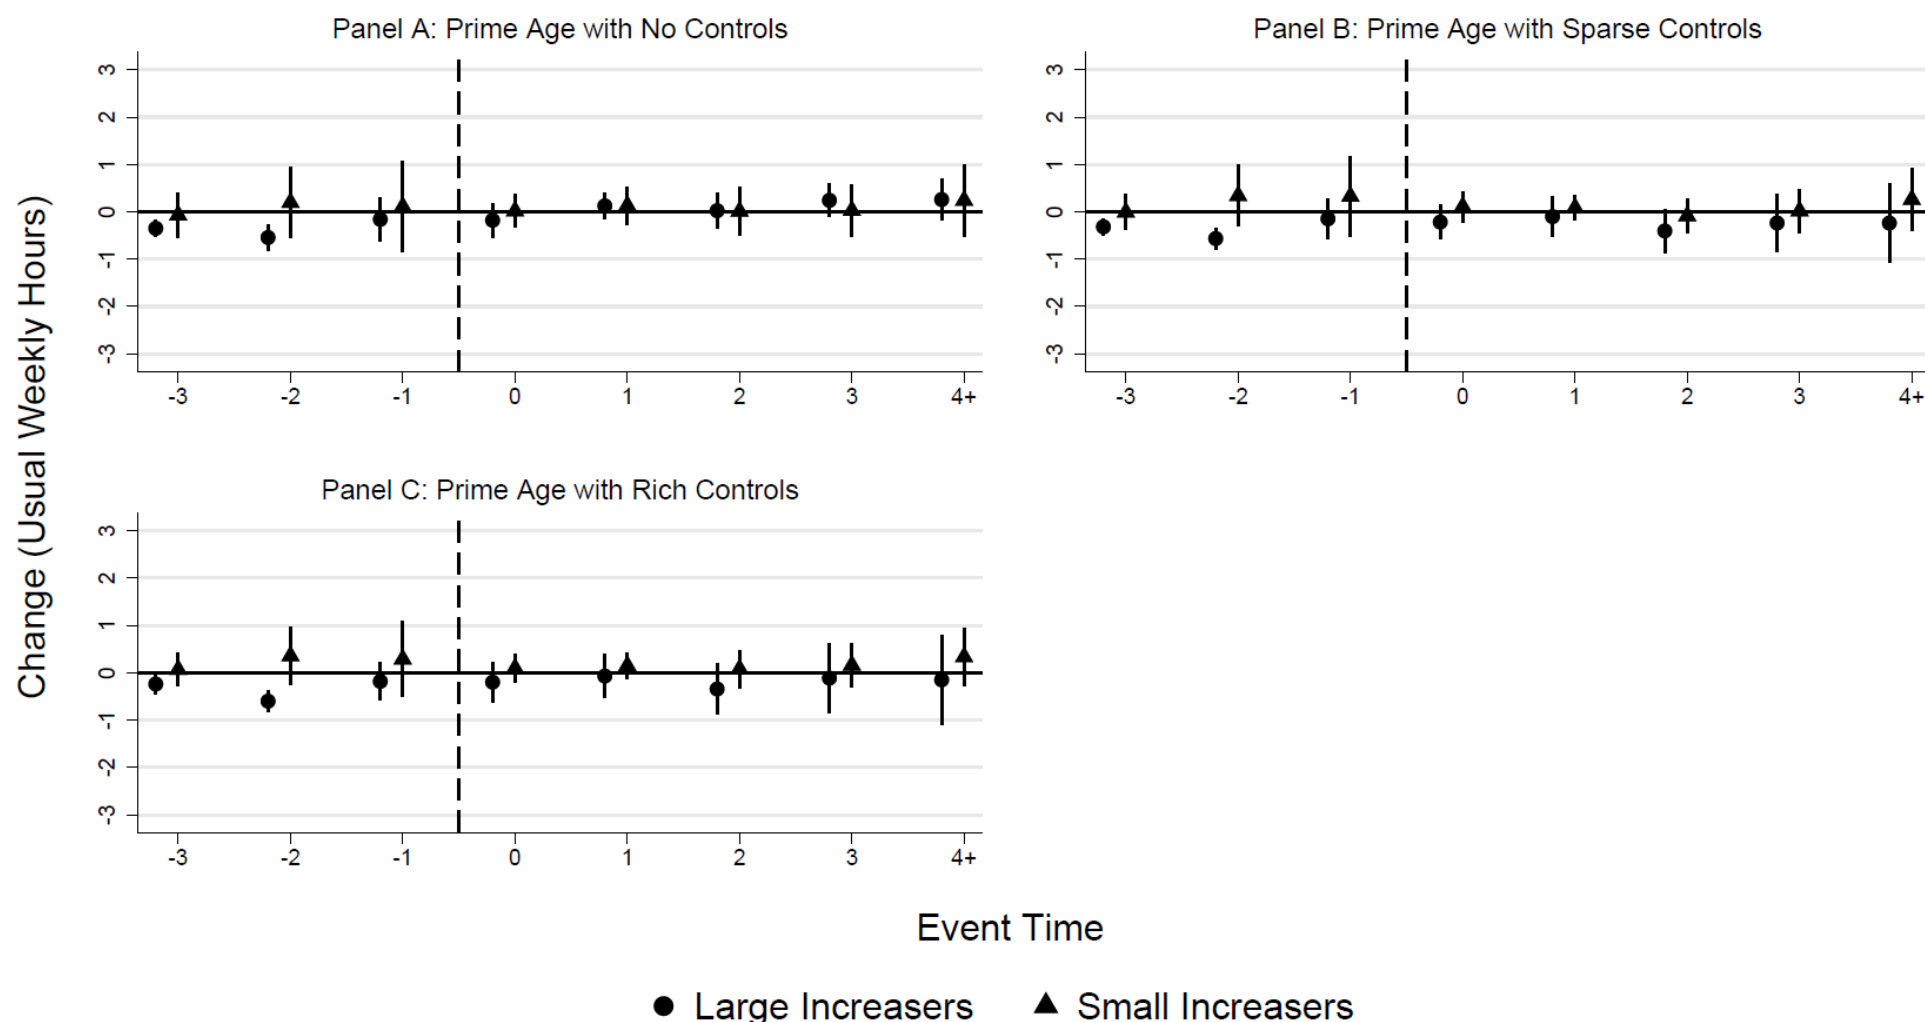 Panel A: Prime Age with No Controls
3
2
1
0
-1
-2
-3
-3 -2 -1 0 1 2 3 4+
Panel B: Prime Age with Sparse Controls
3
2
1
0
-1
-2
-3
-3 -2 -1 0 1 2 3 4+
Panel C: Prime Age with Rich Controls
3
2
1
0
-1
-2
-3
-3 -2 -1 0 1 2 3 4+
Change (Usual Weekly Hours)
Event Time
Large Increasers Small Increasers